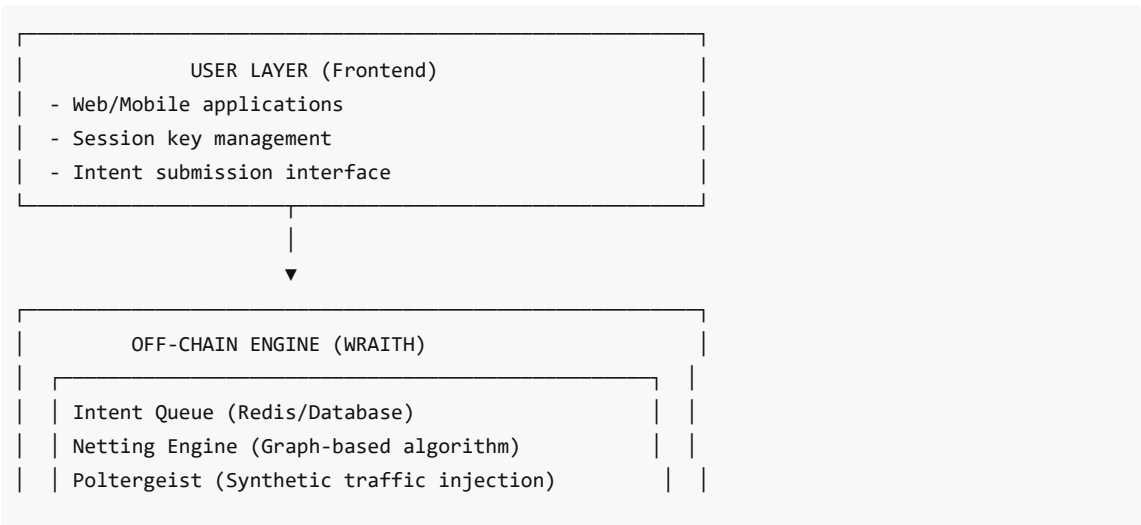 USER LAYER (Frontend)
- Web/Mobile applications
- Session key management
- Intent submission interface
OFF-CHAIN ENGINE (WRAITH)
Intent Queue (Redis/Database)
Netting Engine (Graph-based algorithm)
Poltergeist (Synthetic traffic injection)